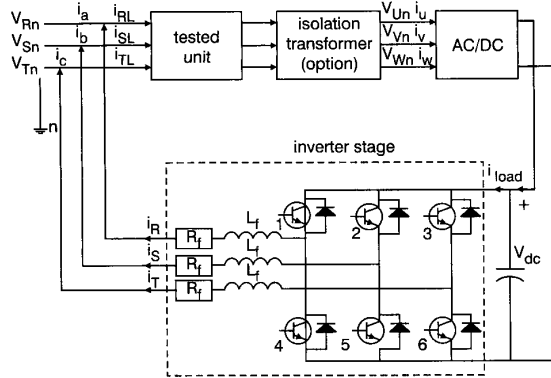 V_Rn i_a i_RL
V_Sn i_b i_SL
V_Tn i_c i_TL
n
tested
unit
isolation
transformer
(option)
V_Un i_u
V_Vn i_v
V_Wn i_w
AC/DC
inverter stage
i_load
+
V_dc
i_R R_f L_f 1 2 3
i_S R_f L_f
i_T R_f L_f
4 5 6